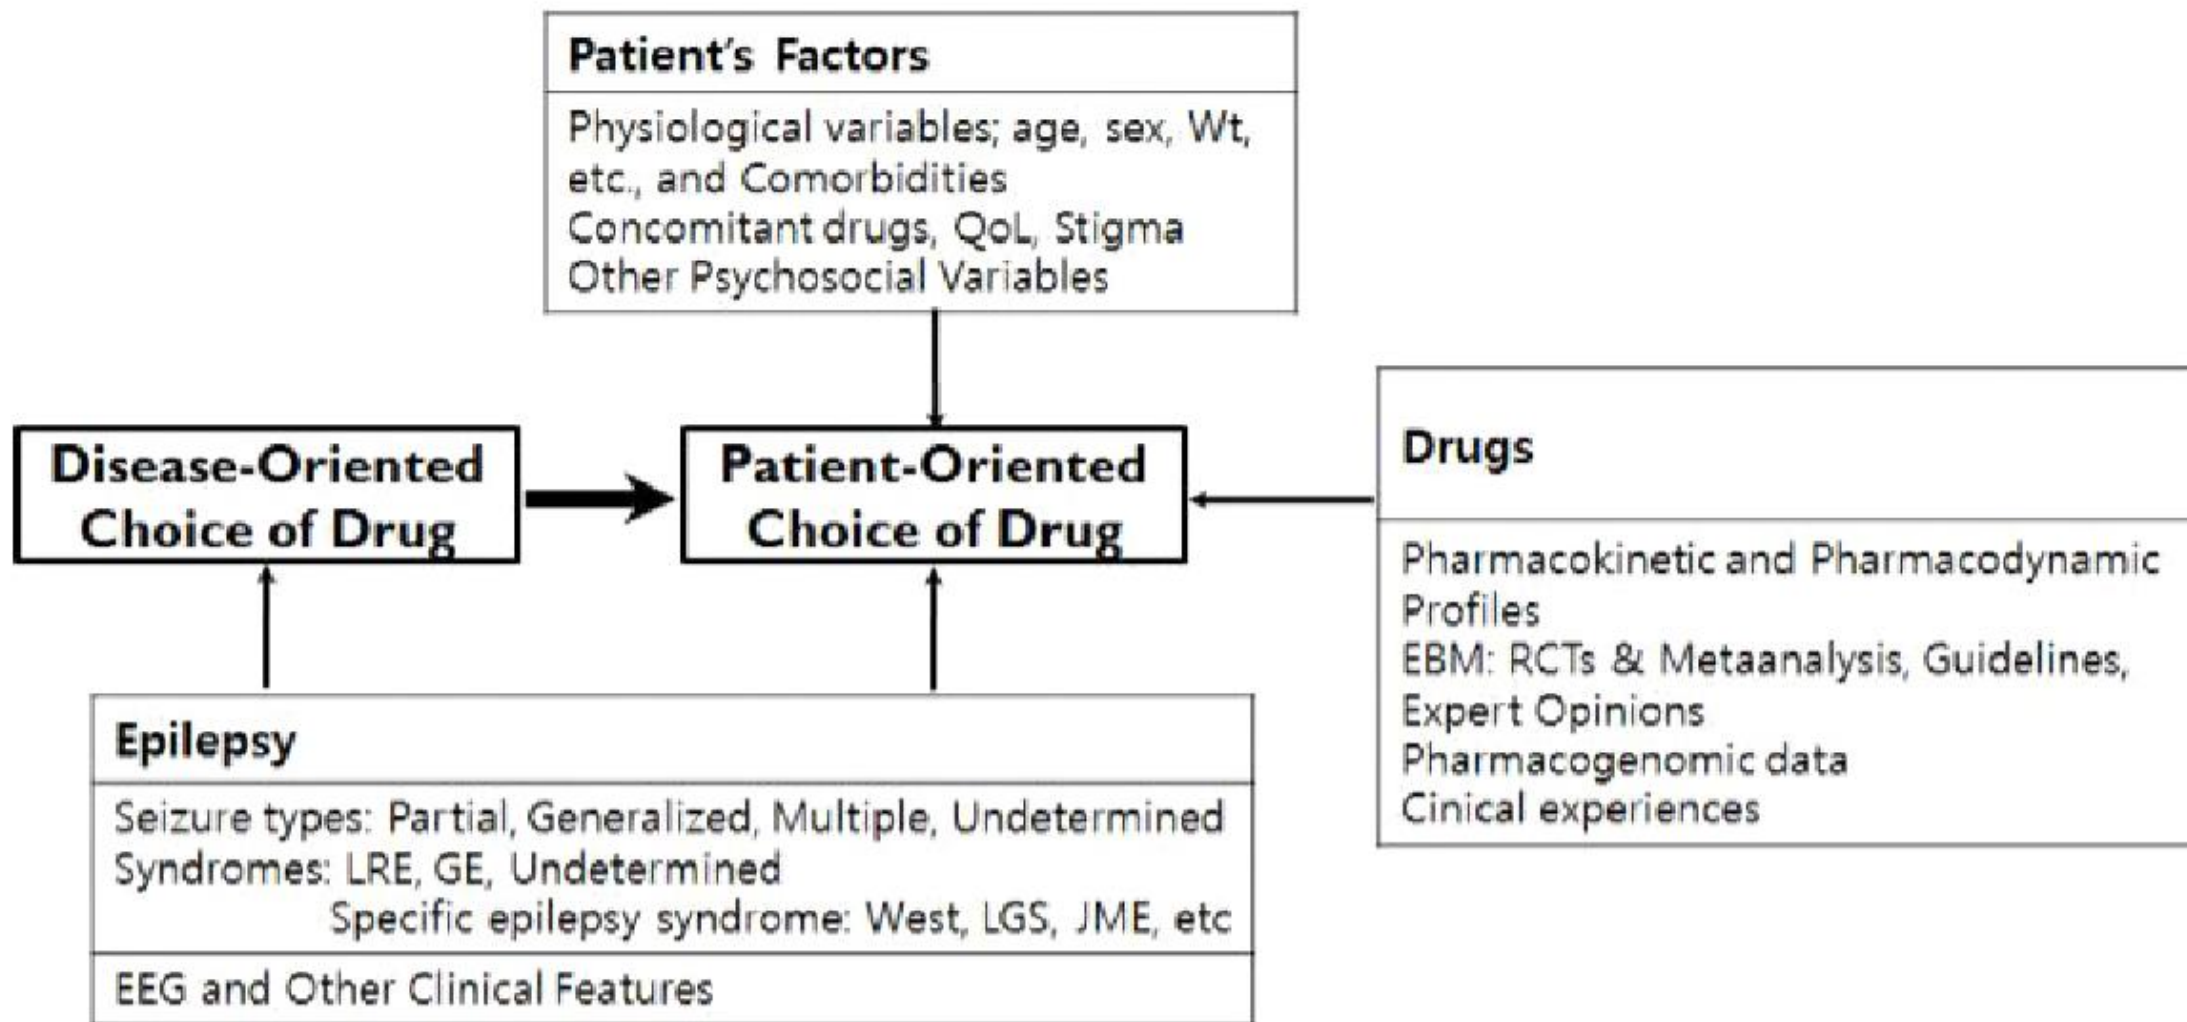 Patient's Factors
Physiological variables; age, sex, Wt,
etc., and Comorbidities
Concomitant drugs, QoL, Stigma
Other Psychosocial Variables
Disease-Oriented
Choice of Drug
Patient-Oriented
Choice of Drug
Drugs
Pharmacokinetic and Pharmacodynamic
Profiles
EBM: RCTs & Metaanalysis, Guidelines,
Expert Opinions
Pharmacogenomic data
Cinical experiences
Epilepsy
Seizure types: Partial, Generalized, Multiple, Undetermined
Syndromes: LRE, GE, Undetermined
Specific epilepsy syndrome: West, LGS, JME, etc
EEG and Other Clinical Features